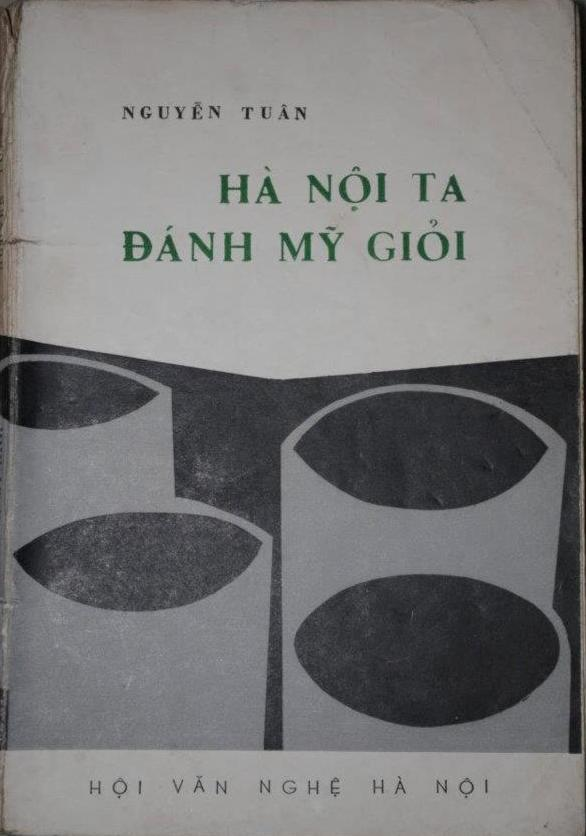 NGUYỄN TUÂN
HÀ NỘI TA
ĐÁNH MỸ GIỎI
HỘI VĂN NGHỆ HÀ NỘI